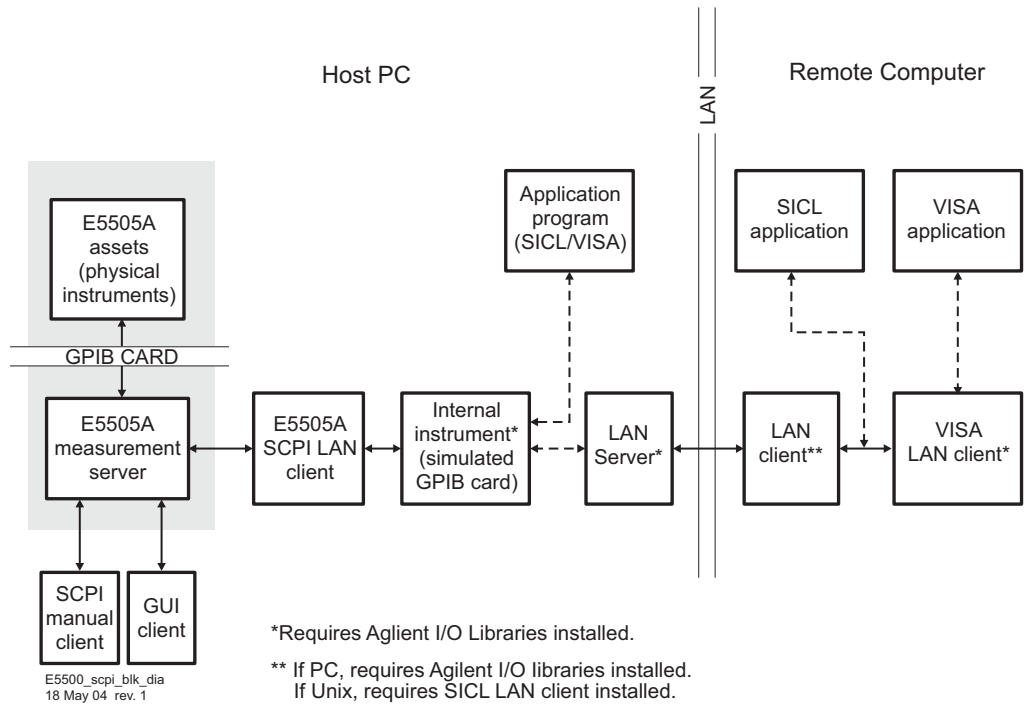 Host PC
LAN
Remote Computer
E5505A
assets
(physical
instruments)
Application
program
(SICL/VISA)
SICL
application
VISA
application
GPIB CARD
E5505A
measurement
server
E5505A
SCPI LAN
client
Internal
instrument*
(simulated
GPIB card)
LAN
Server*
LAN
client**
VISA
LAN client*
SCPI
manual
client
GUI
client
*Requires Aglient I/O Libraries installed.
** If PC, requires Agilent I/O libraries installed.
If Unix, requires SICL LAN client installed.
E5500_scpi_blk_dia
18 May 04 rev. 1